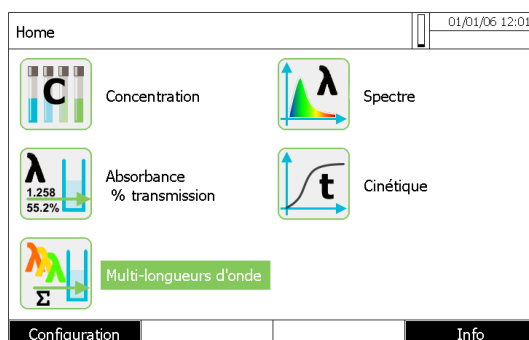 Home
01/01/06 12:01
C
Concentration
λ
Spectre
λ
1.258
55.2%
Absorbance
% transmission
t
Cinétique
λλλ
Σ
Multi-longueurs d'onde
Configuration
Info